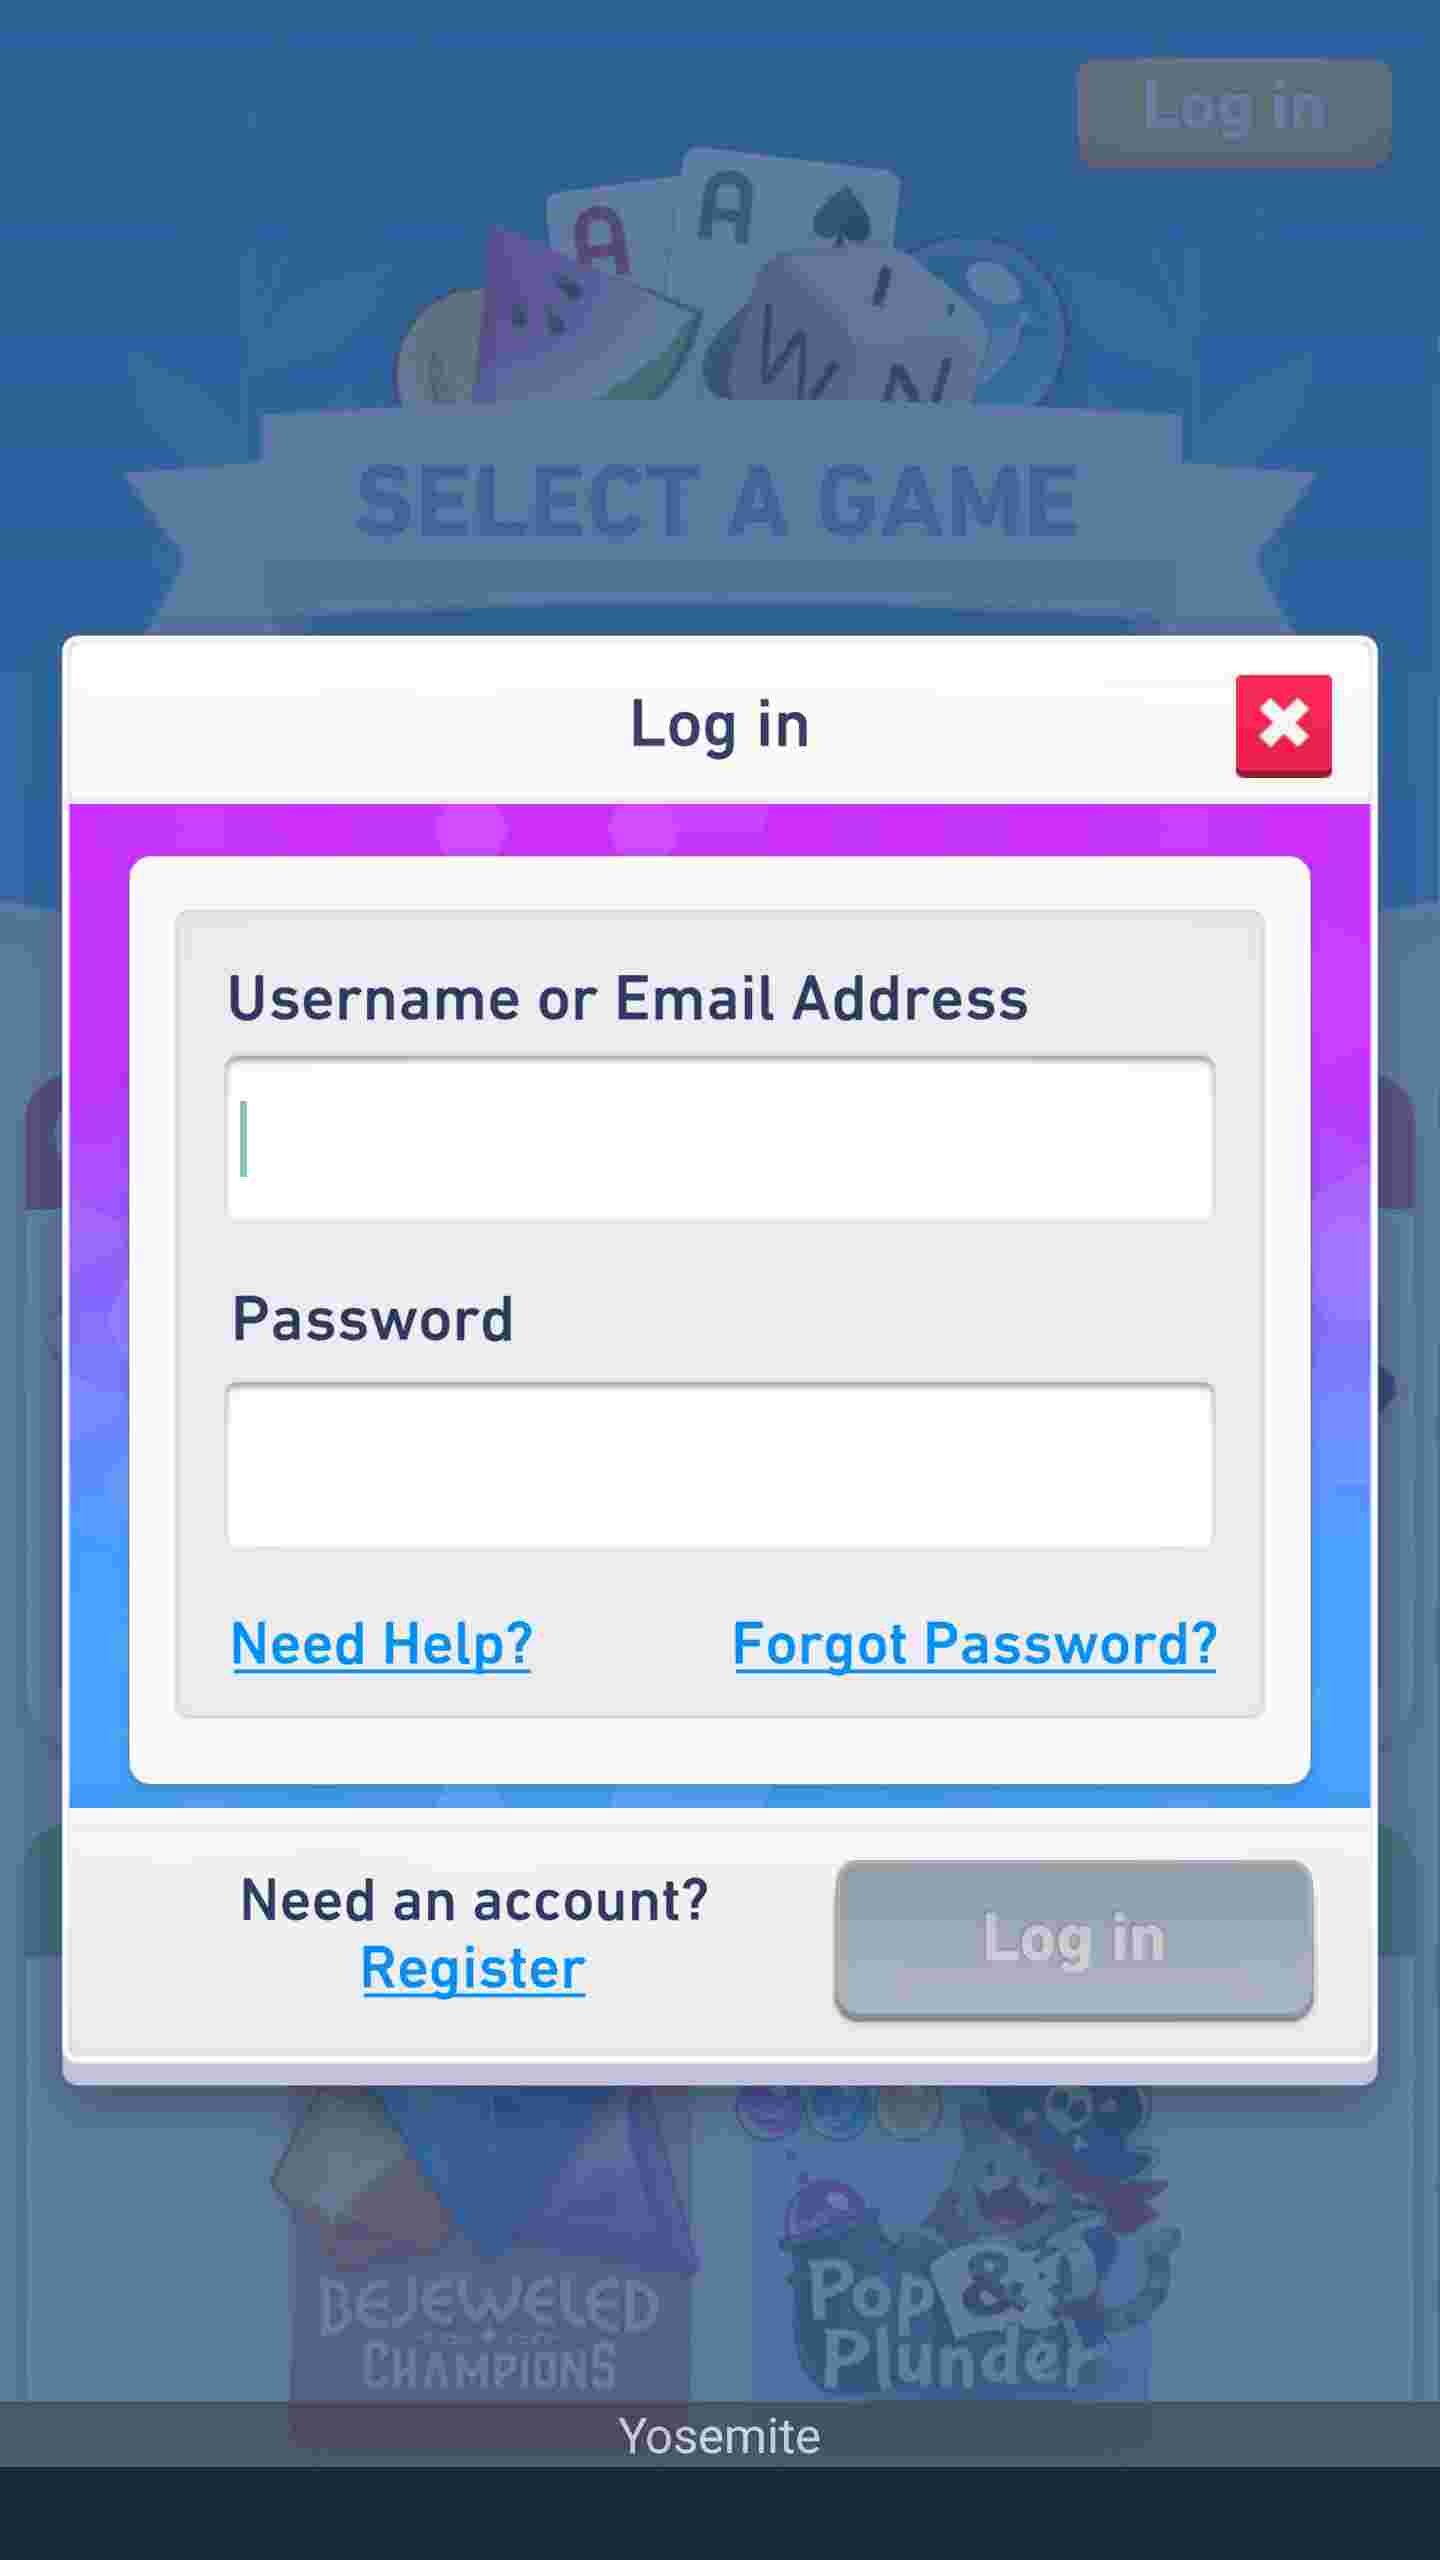 Log in
A
A
W I N
SELECT A GAME
Log in
Username or Email Address
Password
Need Help? Forgot Password?
Need an account?
Register
Log in
BEJEWELED
CHAMPIONS
Pop &
Plunder
Yosemite